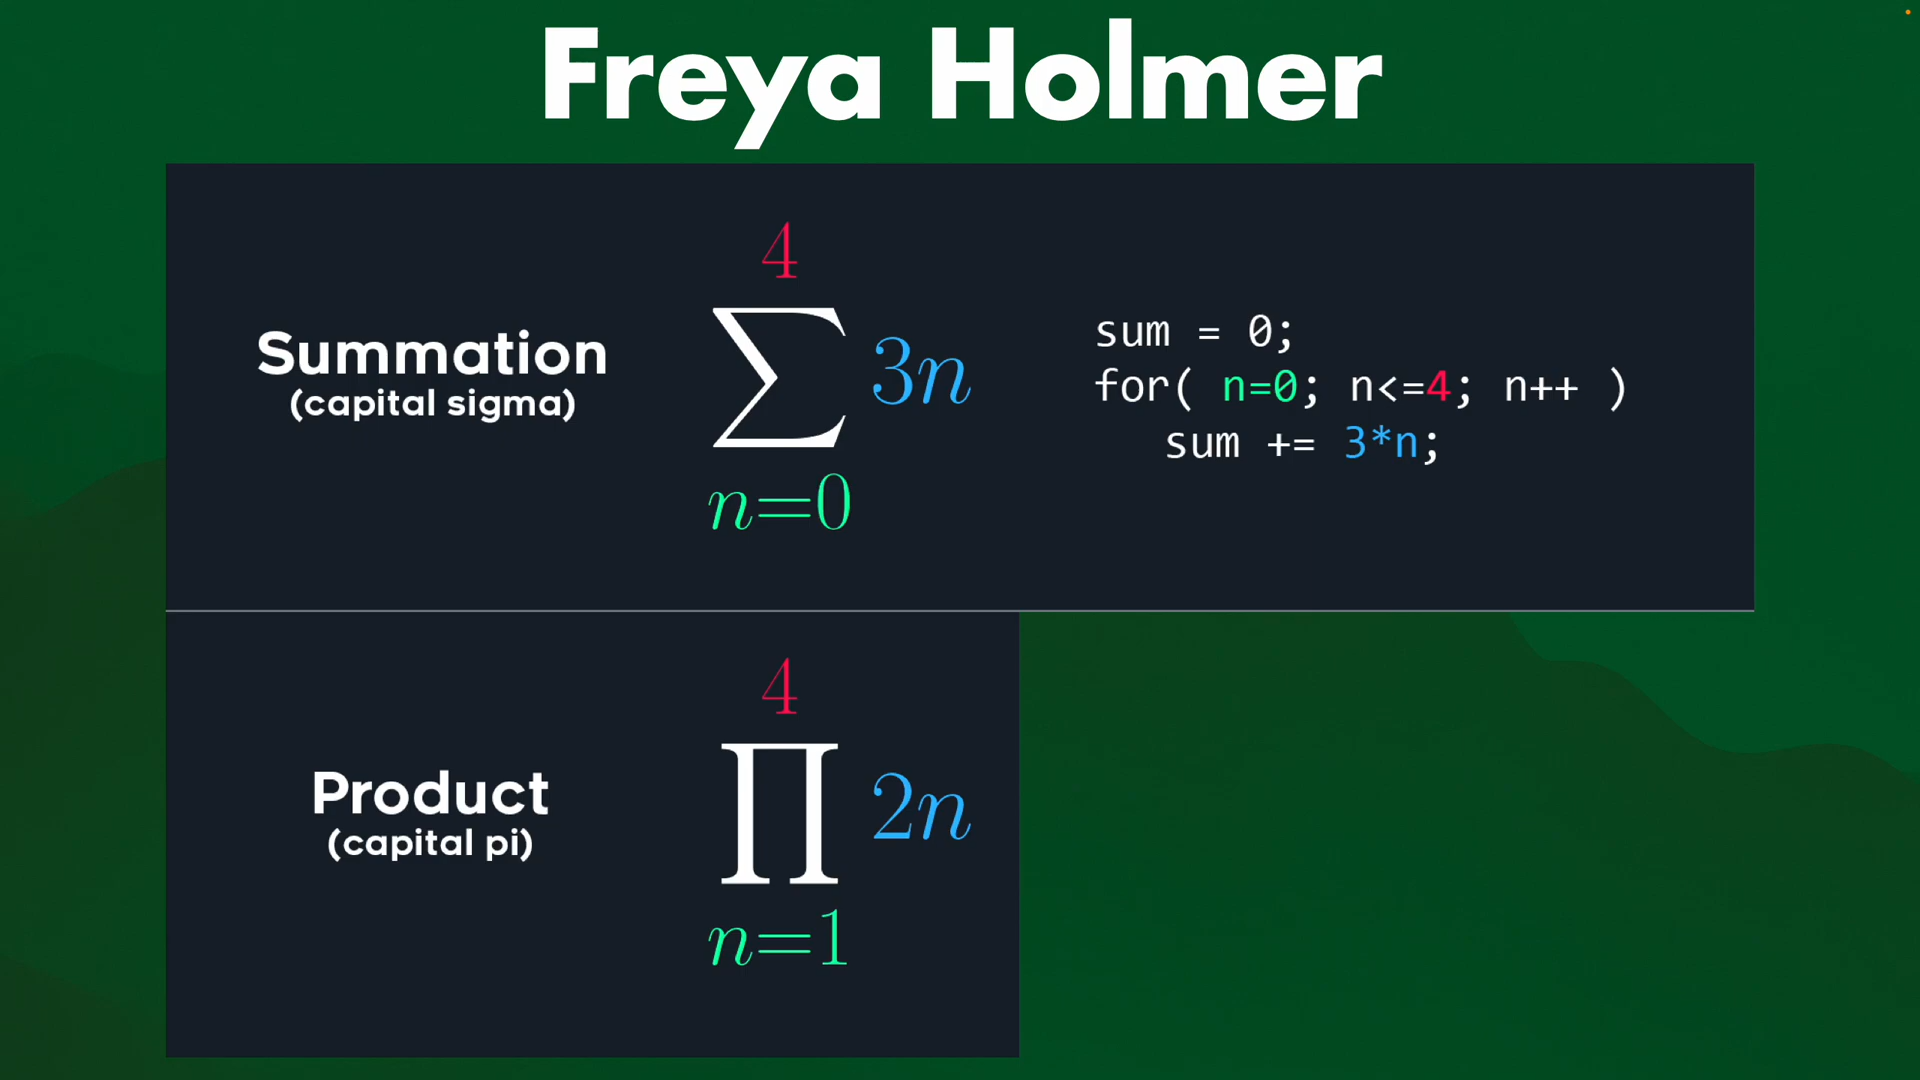 Freya Holmer
Summation
(capital sigma)
4
∑ 3n
n=0
sum = 0;
for( n=0; n<=4; n++ )
sum += 3*n;
Product
(capital pi)
4
∏ 2n
n=1